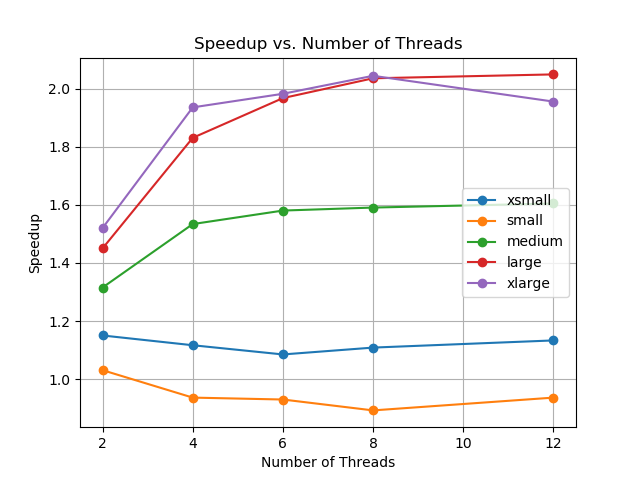 Speedup vs. Number of Threads
2.0
1.8
1.6
1.4
1.2
1.0
Speedup
xsmall
small
medium
large
xlarge
2 4 6 8 10 12
Number of Threads